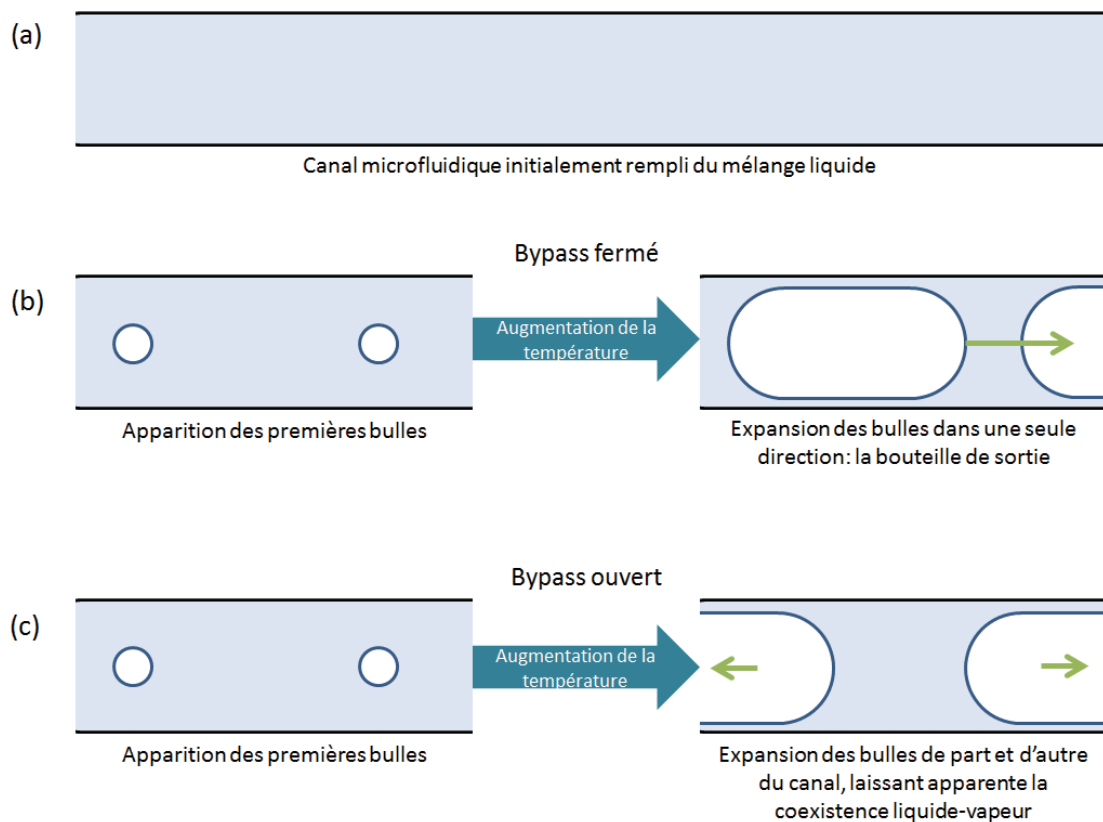 (a)
Canal microfluidique initialement rempli du mélange liquide
Bypass fermé
(b)
Augmentation de la
température
Apparition des premières bulles
Expansion des bulles dans une seule
direction: la bouteille de sortie
Bypass ouvert
(c)
Augmentation de la
température
Apparition des premières bulles
Expansion des bulles de part et d'autre
du canal, laissant apparente la
coexistence liquide-vapeur